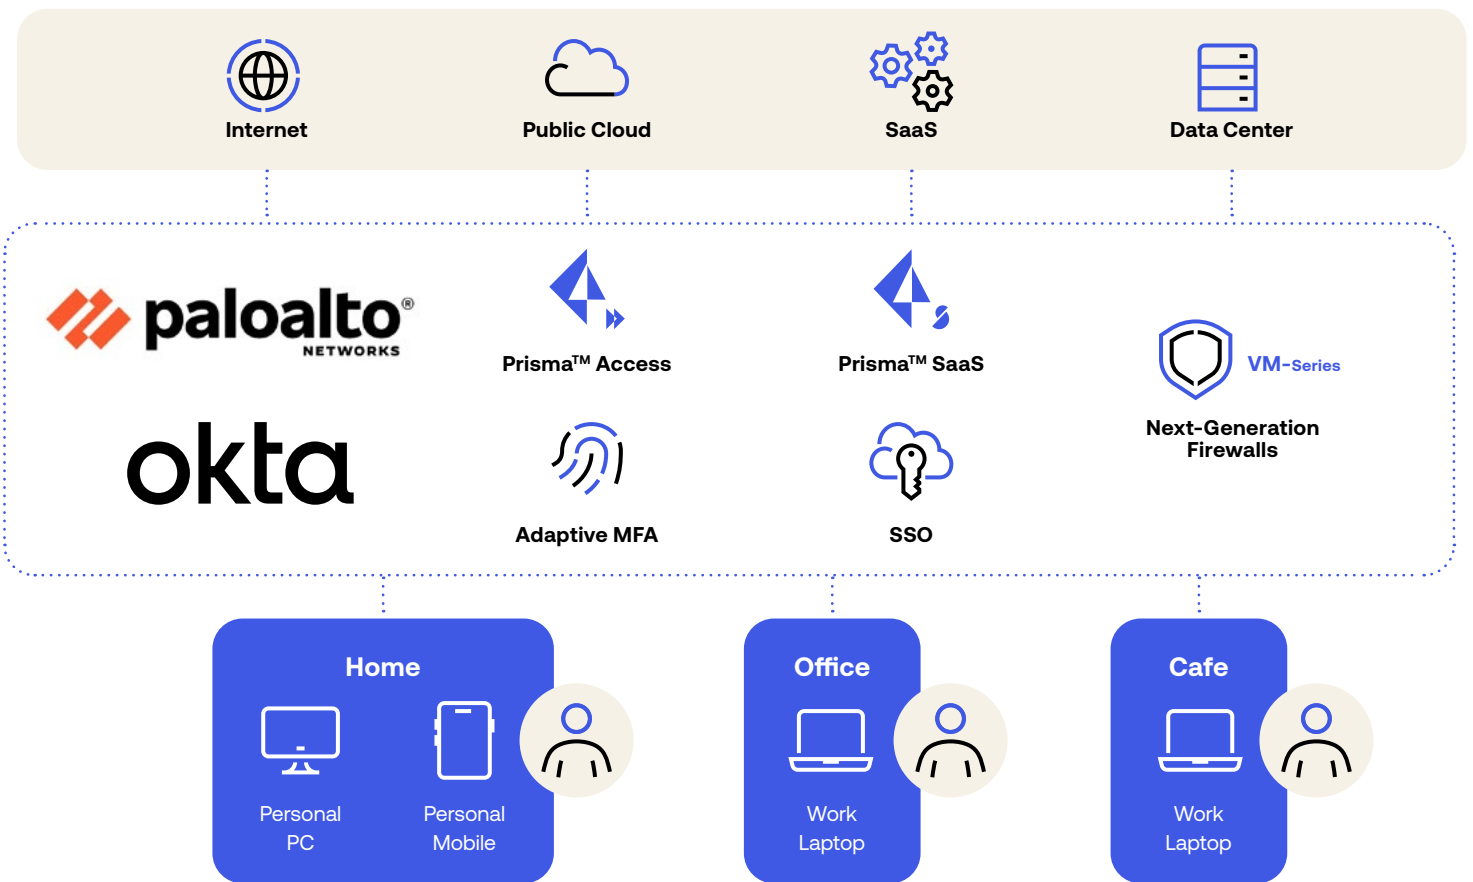 Internet
Public Cloud
SaaS
Data Center
paloalto®
NETWORKS
Prisma™ Access
Prisma™ SaaS
VM-Series
Next-Generation
Firewalls
okta
Adaptive MFA
SSO
Home
Personal
PC
Personal
Mobile
Office
Work
Laptop
Cafe
Work
Laptop